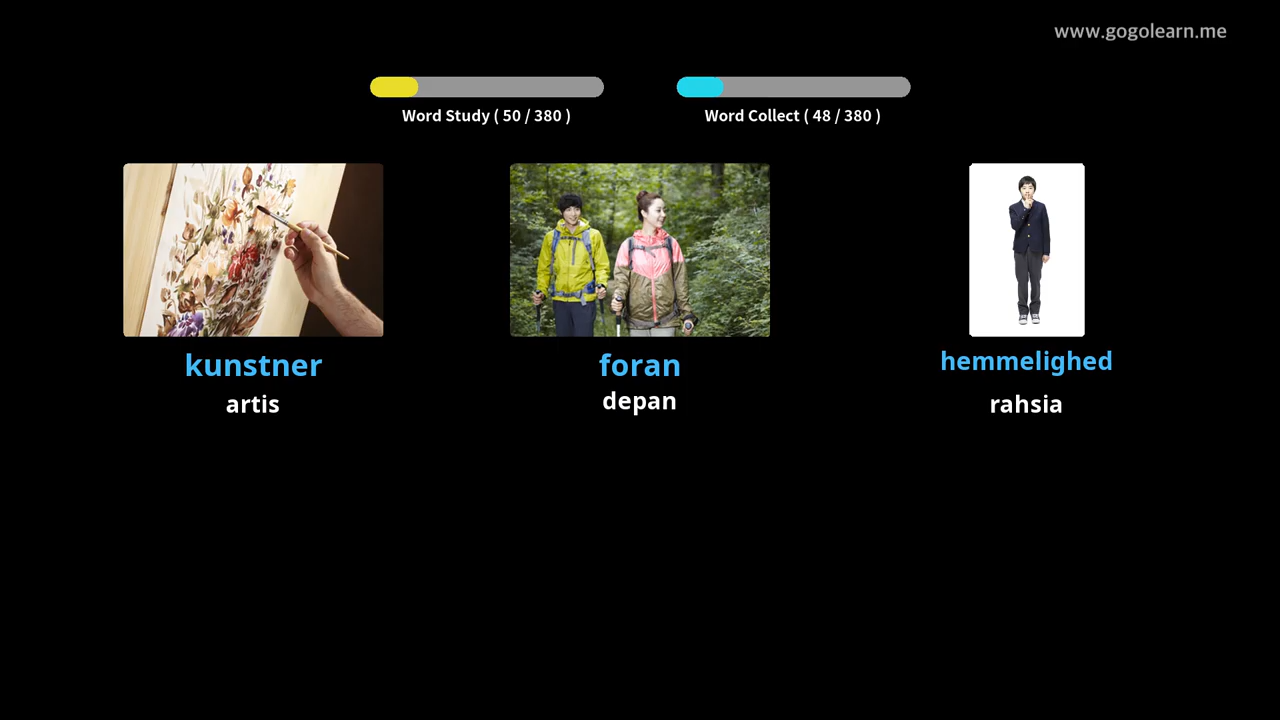 www.gogolearn.me
Word Study ( 50 / 380 )
Word Collect ( 48 / 380 )
kunstner
artis
foran
depan
hemmelighed
rahsia